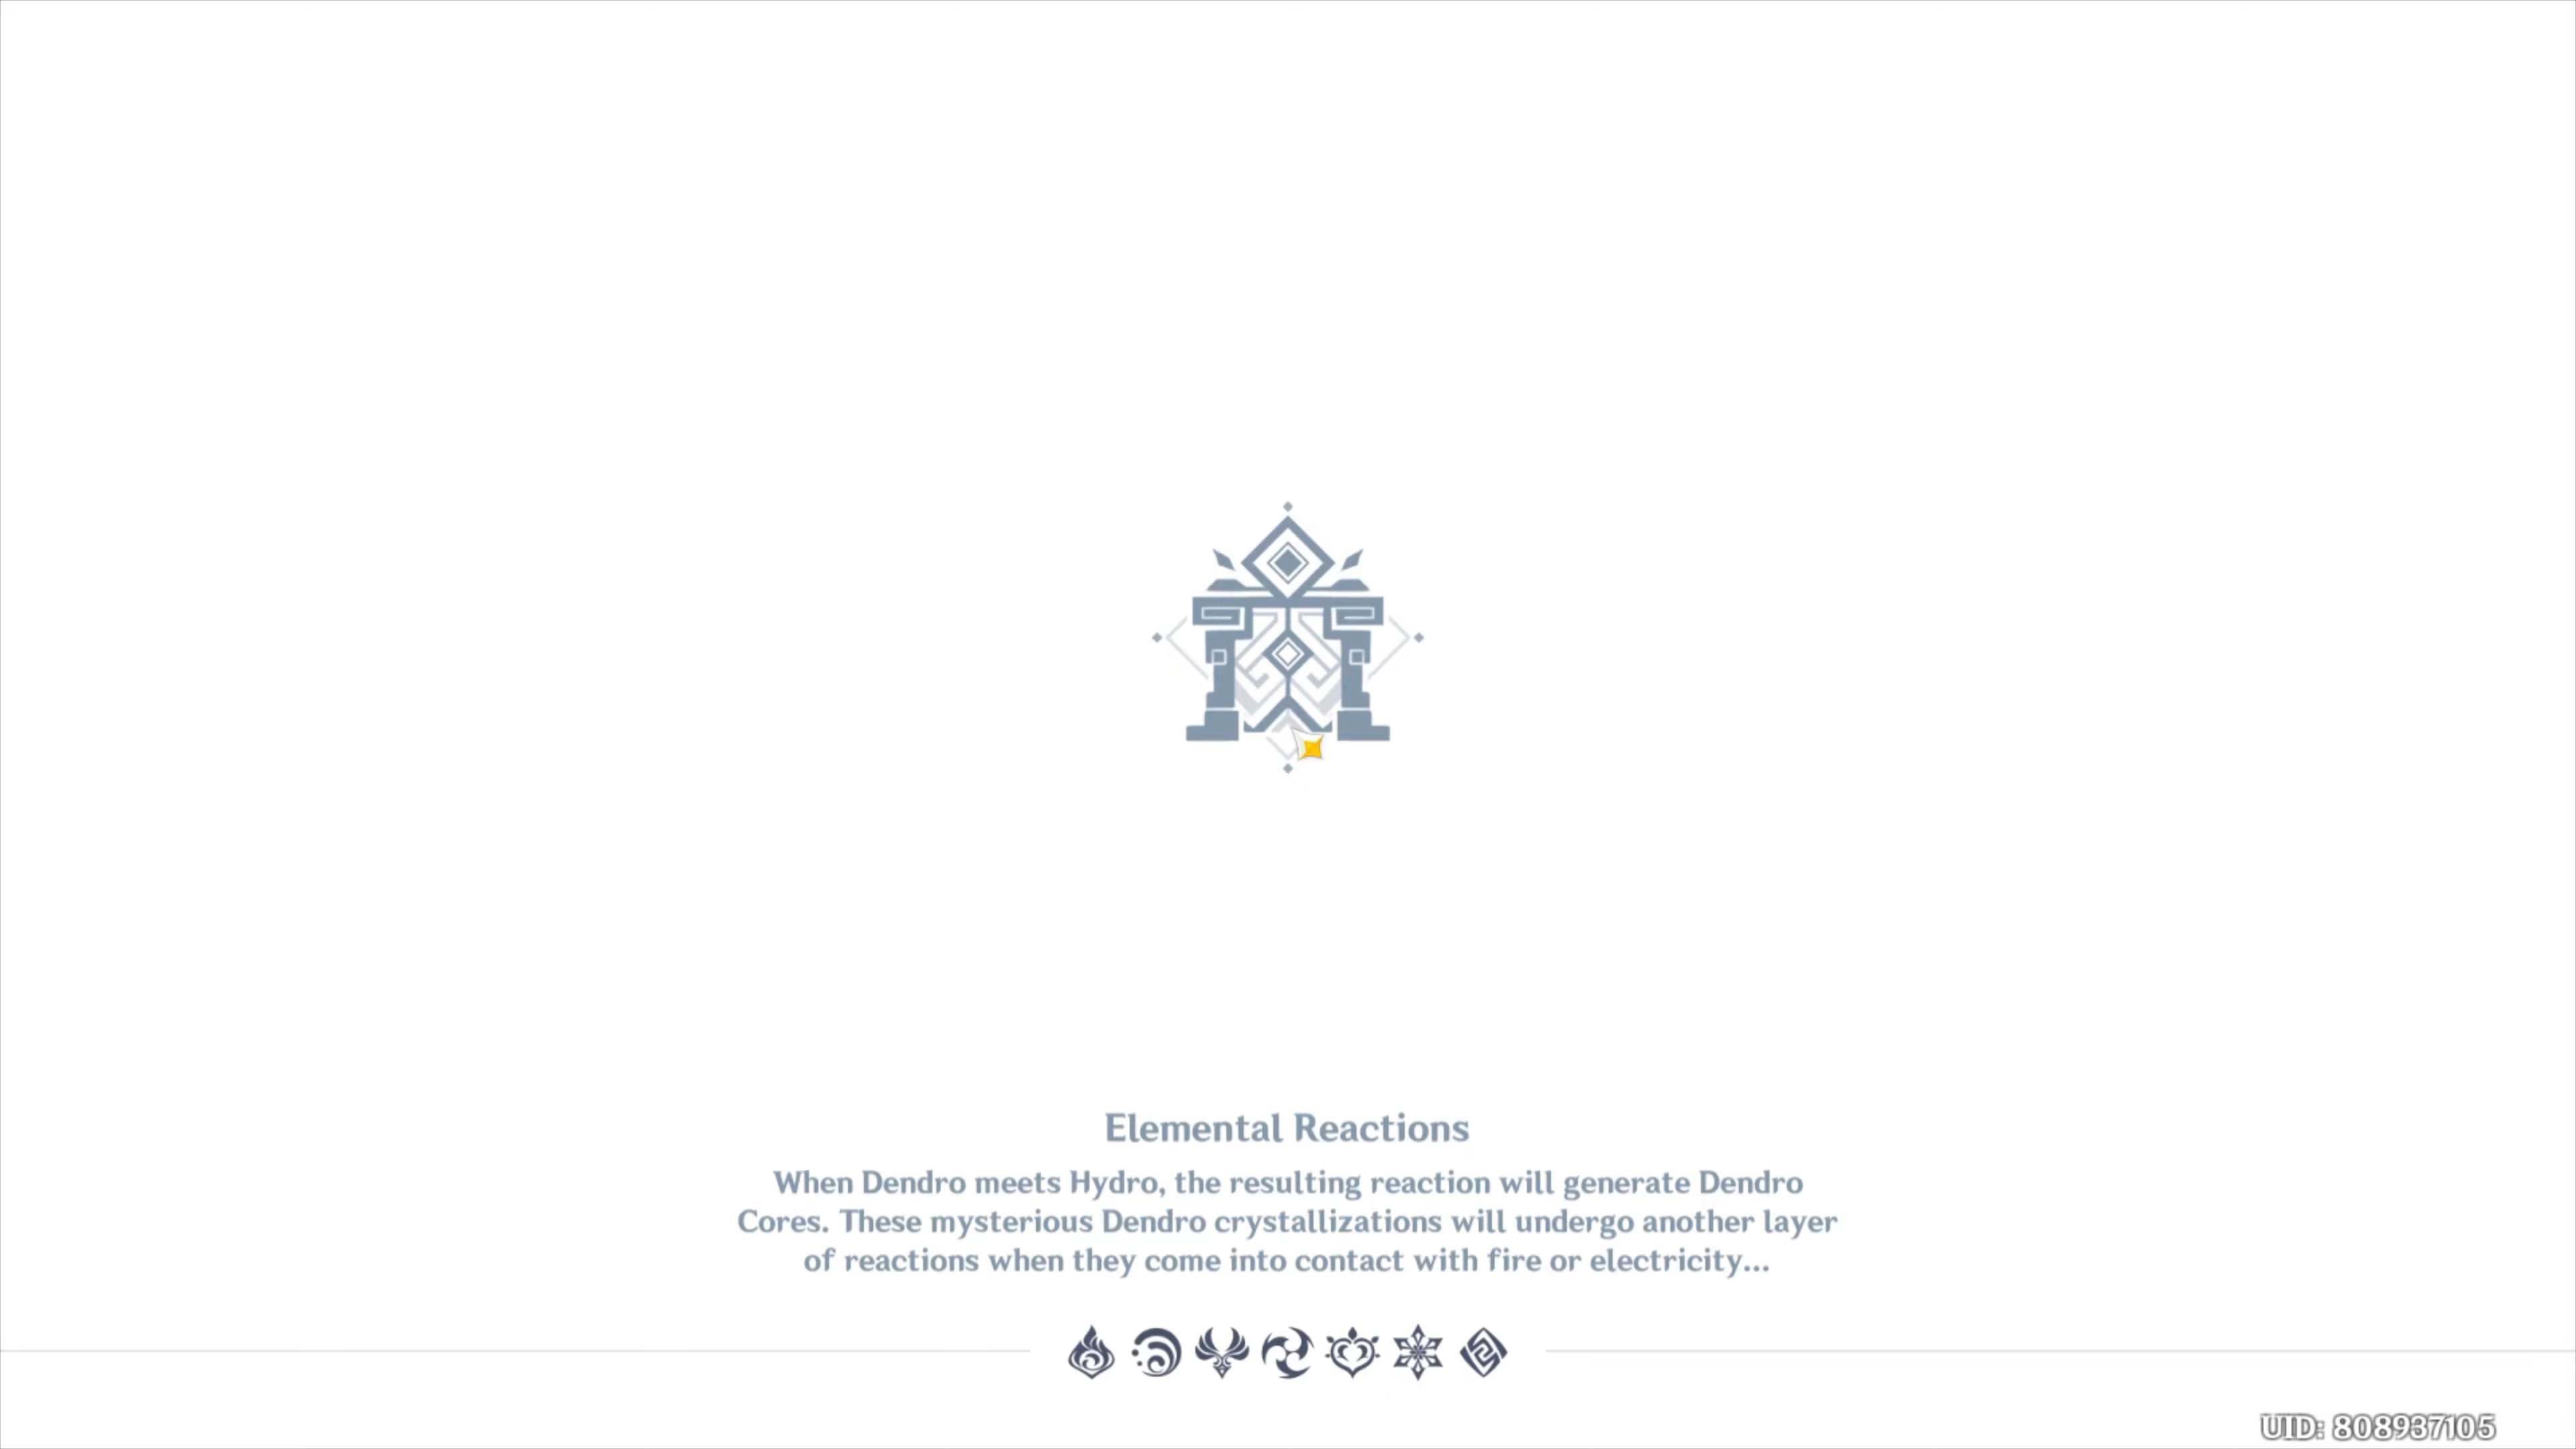 Elemental Reactions
When Dendro meets Hydro, the resulting reaction will generate Dendro
Cores. These mysterious Dendro crystallizations will undergo another layer
of reactions when they come into contact with fire or electricity...
UID: 808937105